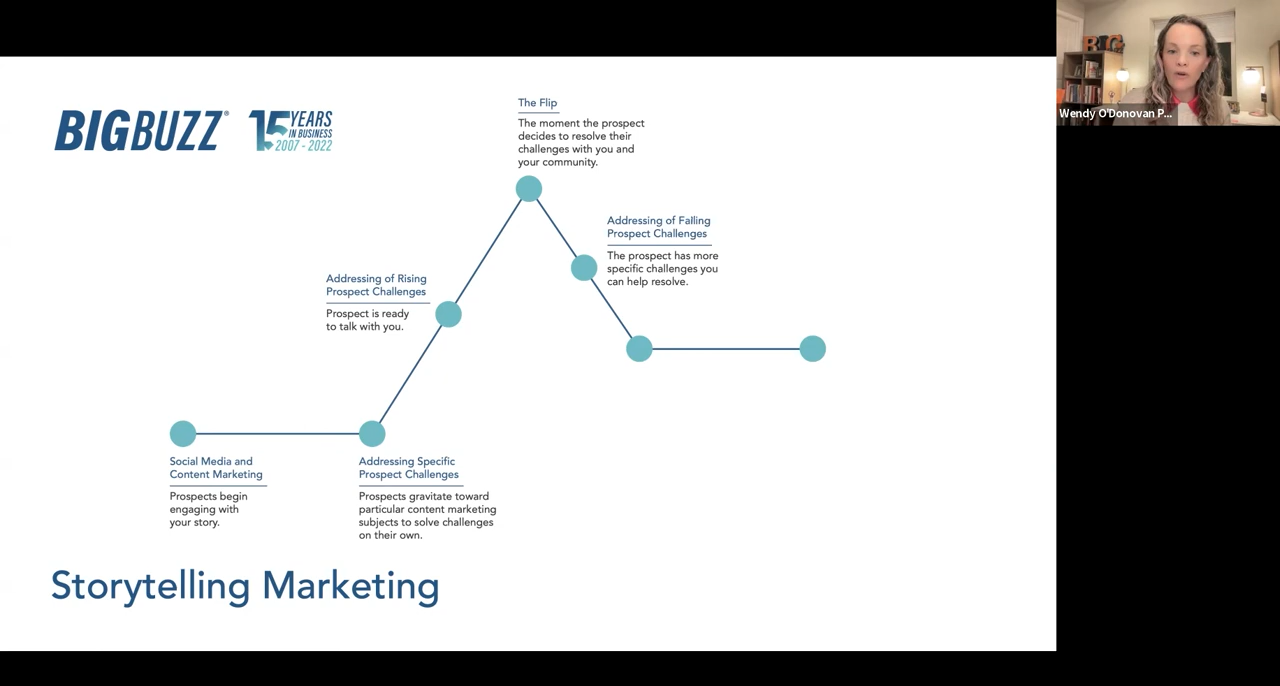 BIGBUZZ®
15 YEARS
IN BUSINESS
2007 - 2022
The Flip
The moment the prospect
decides to resolve their
challenges with you and
your community.
Addressing of Falling
Prospect Challenges
The prospect has more
specific challenges you
can help resolve.
Addressing of Rising
Prospect Challenges
Prospect is ready
to talk with you.
Social Media and
Content Marketing
Prospects begin
engaging with
your story.
Addressing Specific
Prospect Challenges
Prospects gravitate toward
particular content marketing
subjects to solve challenges
on their own.
Storytelling Marketing
BIG
Wendy O'Donovan P...